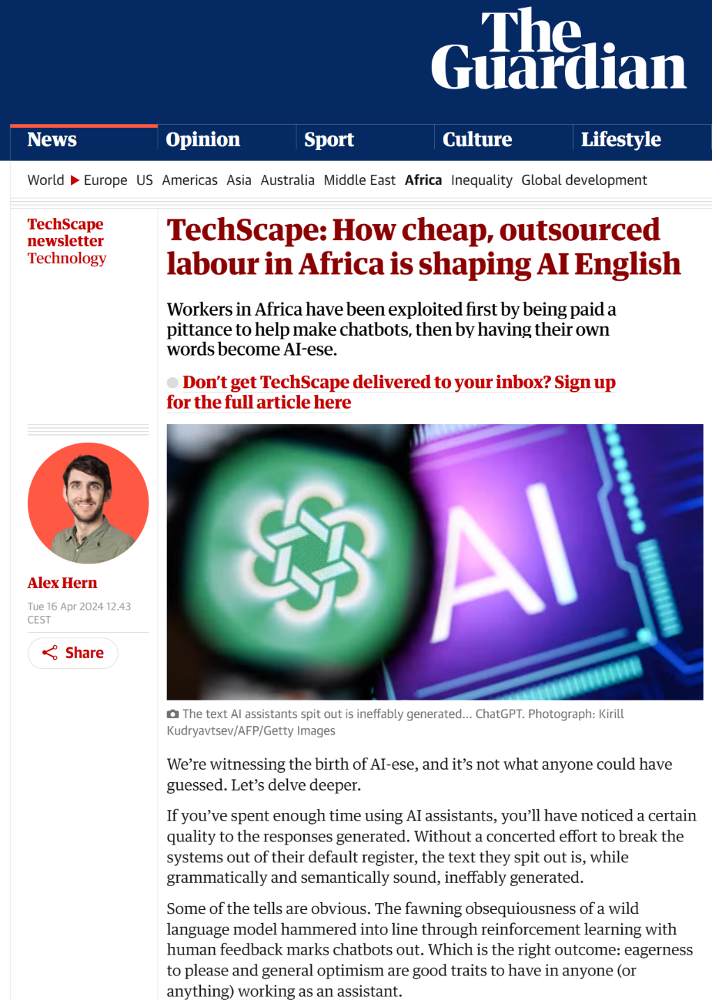 The
Guardian
News
Opinion
Sport
Culture
Lifestyle
World
Europe
US
Americas
Asia
Australia
Middle East
Africa
Inequality
Global development
TechScape
newsletter
Technology
TechScape: How cheap, outsourced
labour in Africa is shaping AI English
Workers in Africa have been exploited first by being paid a
pittance to help make chatbots, then by having their own
words become AI-ese.
Don’t get TechScape delivered to your inbox? Sign up
for the full article here
Alex Hern
Tue 16 Apr 2024 12.43
CEST
Share
AI
The text AI assistants spit out is ineffably generated… ChatGPT. Photograph: Kirill
Kudryavtsev/AFP/Getty Images
We’re witnessing the birth of AI-ese, and it’s not what anyone could have
guessed. Let’s delve deeper.
If you’ve spent enough time using AI assistants, you’ll have noticed a certain
quality to the responses generated. Without a concerted effort to break the
systems out of their default register, the text they spit out is, while
grammatically and semantically sound, ineffably generated.
Some of the tells are obvious. The fawning obsequiousness of a wild
language model hammered into line through reinforcement learning with
human feedback marks chatbots out. Which is the right outcome: eagerness
to please and general optimism are good traits to have in anyone (or
anything) working as an assistant.